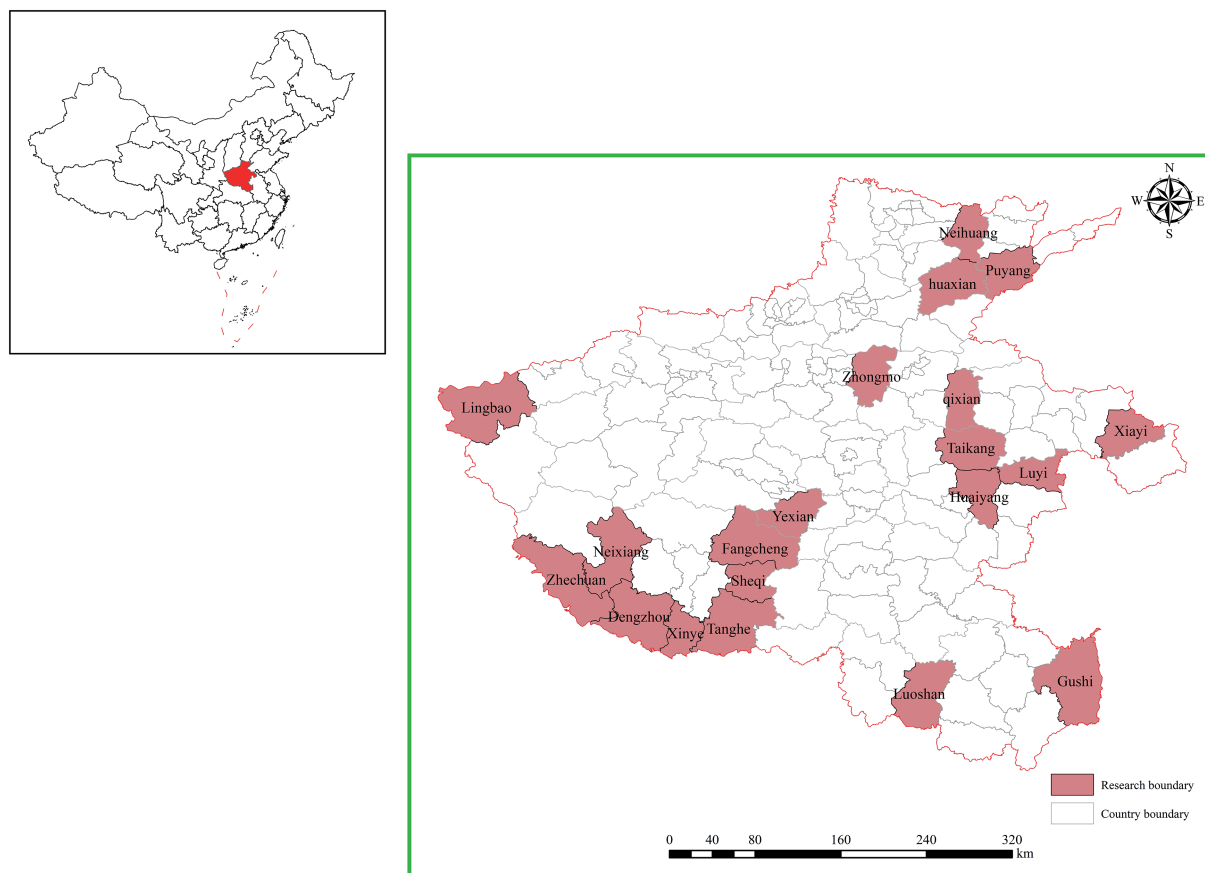 N
W E
S
Neihuang
Puyang
huaxian
Zhongmo
qixian
Lingbao
Xiayi
Taikang
Luyi
Huaiyang
Yexian
Neixiang
Fangcheng
Zhechuan
Sheqi
Dengzhou
Xinye
Tanghe
Gushi
Luoshan
Research boundary
Country boundary
0 40 80 160 240 320
km